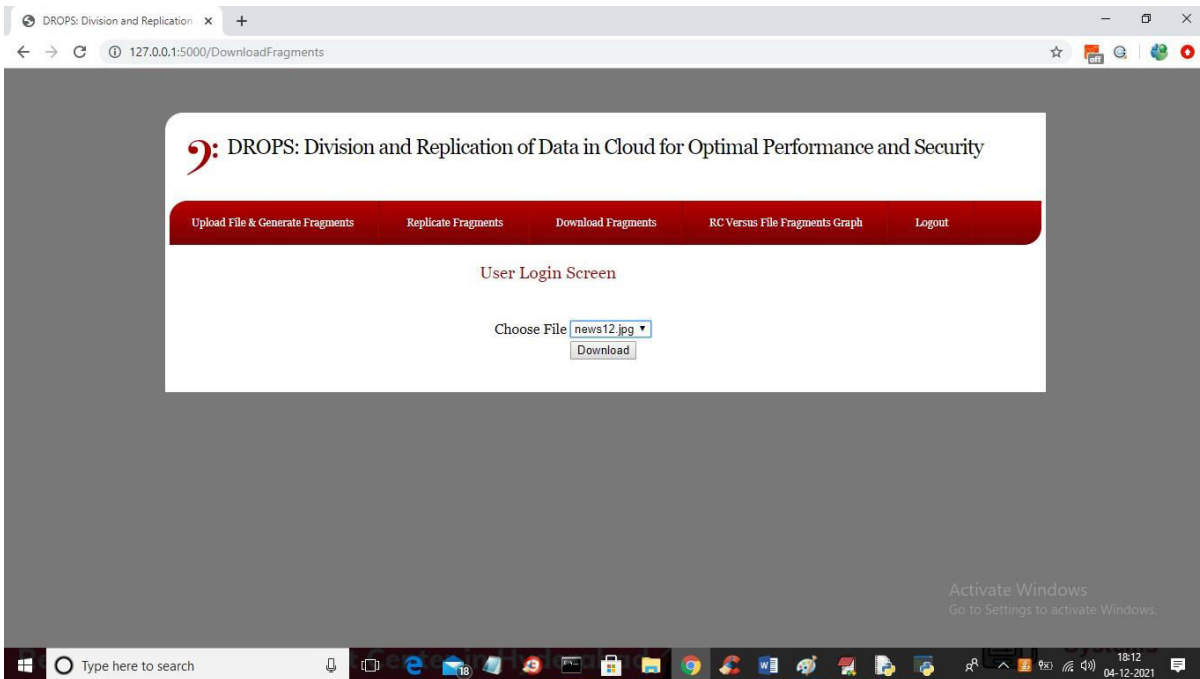 DROPS: Division and Replication
127.0.0.1:5000/DownloadFragments
off
DROPS: Division and Replication of Data in Cloud for Optimal Performance and Security
Upload File & Generate Fragments Replicate Fragments Download Fragments RC Versus File Fragments Graph Logout
User Login Screen
Choose File news12.jpg
Download
Activate Windows
Go to Settings to activate Windows.
Type here to search
18
18:12
04-12-2021